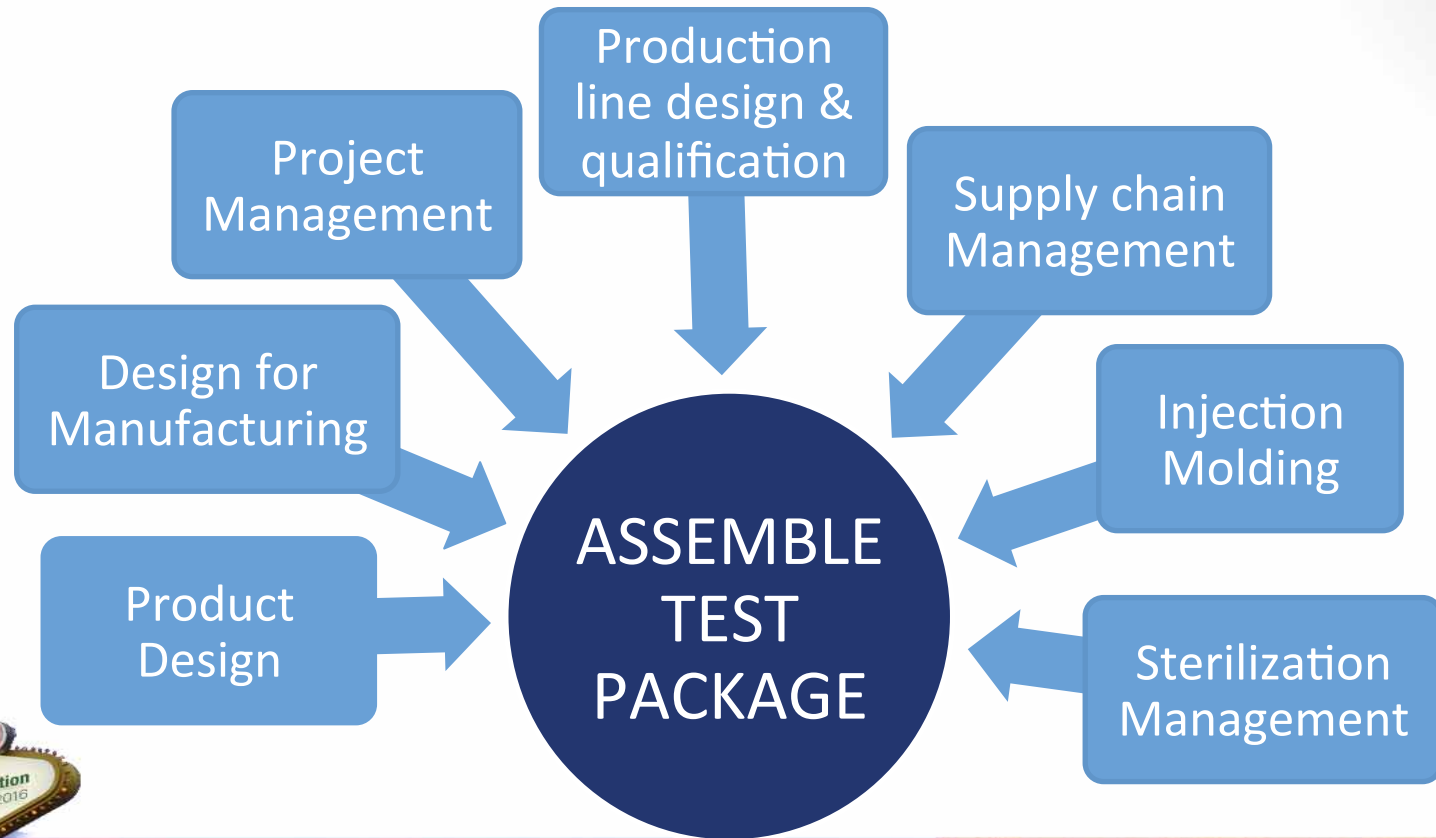 Production
line design &
qualification
Project
Management
Supply chain
Management
Design for
Manufacturing
Injection
Molding
Product
Design
Sterilization
Management
ASSEMBLE
TEST
PACKAGE
2016